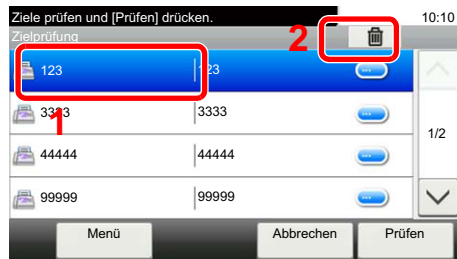 Ziele prüfen und [Prüfen] drücken. 10:10
Zielprüfung 2
123 123
3333 3333
1
1/2
44444 44444
99999 99999
Menü Abbrechen Prüfen